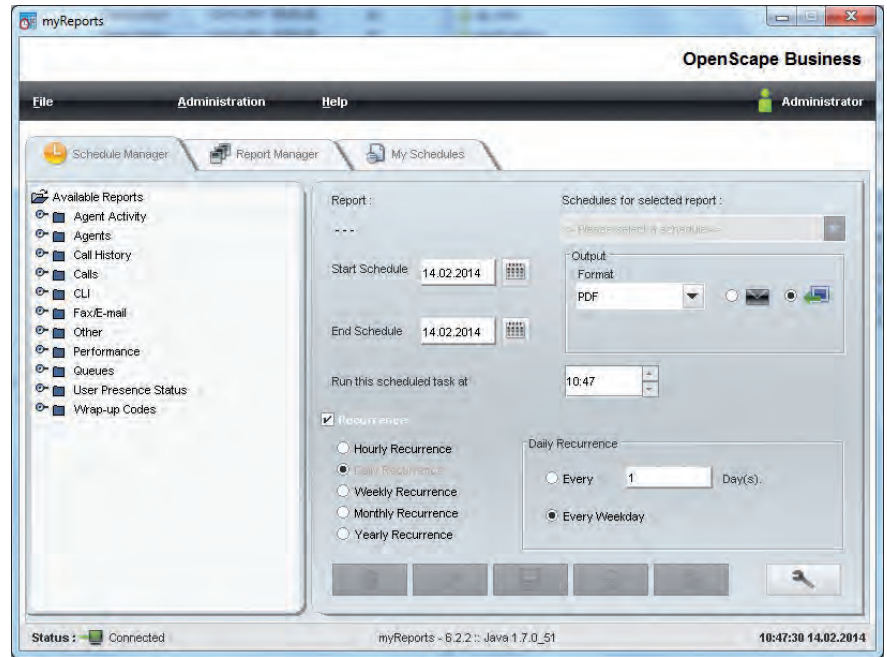 myReports
OpenScape Business
File Administration Help Administrator
Schedule Manager Report Manager My Schedules
Available Reports
Agent Activity
Agents
Call History
Calls
CLI
Fax/E-mail
Other
Performance
Queues
User Presence Status
Wrap-up Codes
Report :
---
Schedules for selected report :
Start Schedule 14.02.2014
Output
Format
PDF
End Schedule 14.02.2014
Run this scheduled task at 10:47
Recurrence
Hourly Recurrence
Daily Recurrence
Weekly Recurrence
Monthly Recurrence
Yearly Recurrence
Daily Recurrence
Every 1 Day(s).
Every Weekday
Status : Connected
myReports - 6.2.2 :: Java 1.7.0_51
10:47:30 14.02.2014